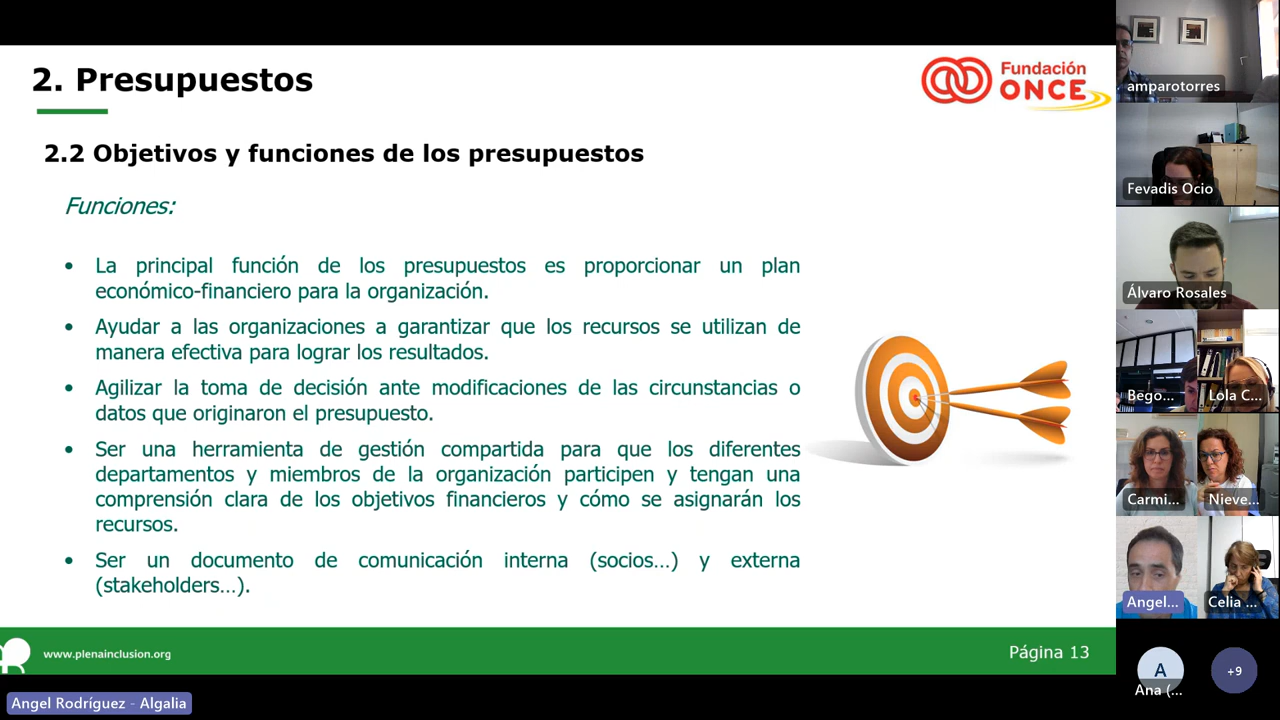 2. Presupuestos
Fundación
ONCE
2.2 Objetivos y funciones de los presupuestos
Funciones:
• La principal función de los presupuestos es proporcionar un plan
económico-financiero para la organización.
• Ayudar a las organizaciones a garantizar que los recursos se utilizan de
manera efectiva para lograr los resultados.
• Agilizar la toma de decisión ante modificaciones de las circunstancias o
datos que originaron el presupuesto.
• Ser una herramienta de gestión compartida para que los diferentes
departamentos y miembros de la organización participen y tengan una
comprensión clara de los objetivos financieros y cómo se asignarán los
recursos.
• Ser un documento de comunicación interna (socios...) y externa
(stakeholders...).
www.plenainclusion.org
Página 13
Angel Rodríguez - Algalia
amparotorres
Fevadis Ocio
Álvaro Rosales
Bego...
Lola C...
Carmi...
Nieve...
Angel...
Celia ...
A
Ana (...
+9